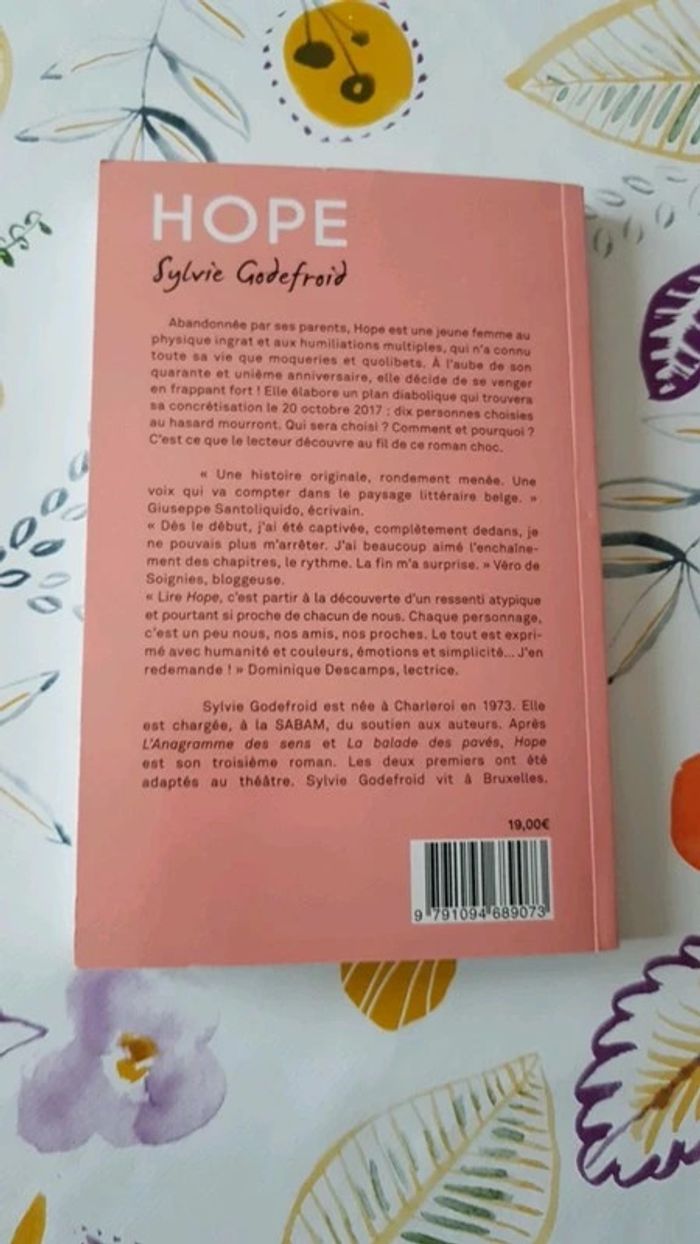 HOPE
Sylvie Godefroid
Abandonnée par ses parents, Hope est une jeune femme au
physique ingrat et aux humiliations multiples, qui n'a connu
toute sa vie que moqueries et quolibets. À l'aube de son
quarante et unième anniversaire, elle décide de se venger
en frappant fort ! Elle élabore un plan diabolique qui trouvera
sa concrétisation le 20 octobre 2017 : dix personnes choisies
au hasard mourront. Qui sera choisi ? Comment et pourquoi ?
C'est ce que le lecteur découvre au fil de ce roman choc.
« Une histoire originale, rondement menée. Une
voix qui va compter dans le paysage littéraire belge. »
Giuseppe Santoliquido, écrivain.
« Dès le début, j'ai été captivée, complètement dedans, je
ne pouvais plus m'arrêter. J'ai beaucoup aimé l'enchaîne-
ment des chapitres, le rythme. La fin m'a surprise. » Véro de
Soignies, bloggeuse.
« Lire Hope, c'est partir à la découverte d'un ressenti atypique
et pourtant si proche de chacun de nous. Chaque personnage,
c'est un peu nous, nos amis, nos proches. Le tout est expri-
mé avec humanité et couleurs, émotions et simplicité... J'en
redemande ! » Dominique Descamps, lectrice.
Sylvie Godefroid est née à Charleroi en 1973. Elle
est chargée, à la SABAM, du soutien aux auteurs. Après
L'Anagramme des sens et La balade des pavés, Hope
est son troisième roman. Les deux premiers ont été
adaptés au théâtre. Sylvie Godefroid vit à Bruxelles.
19,00€
9 791094 689073